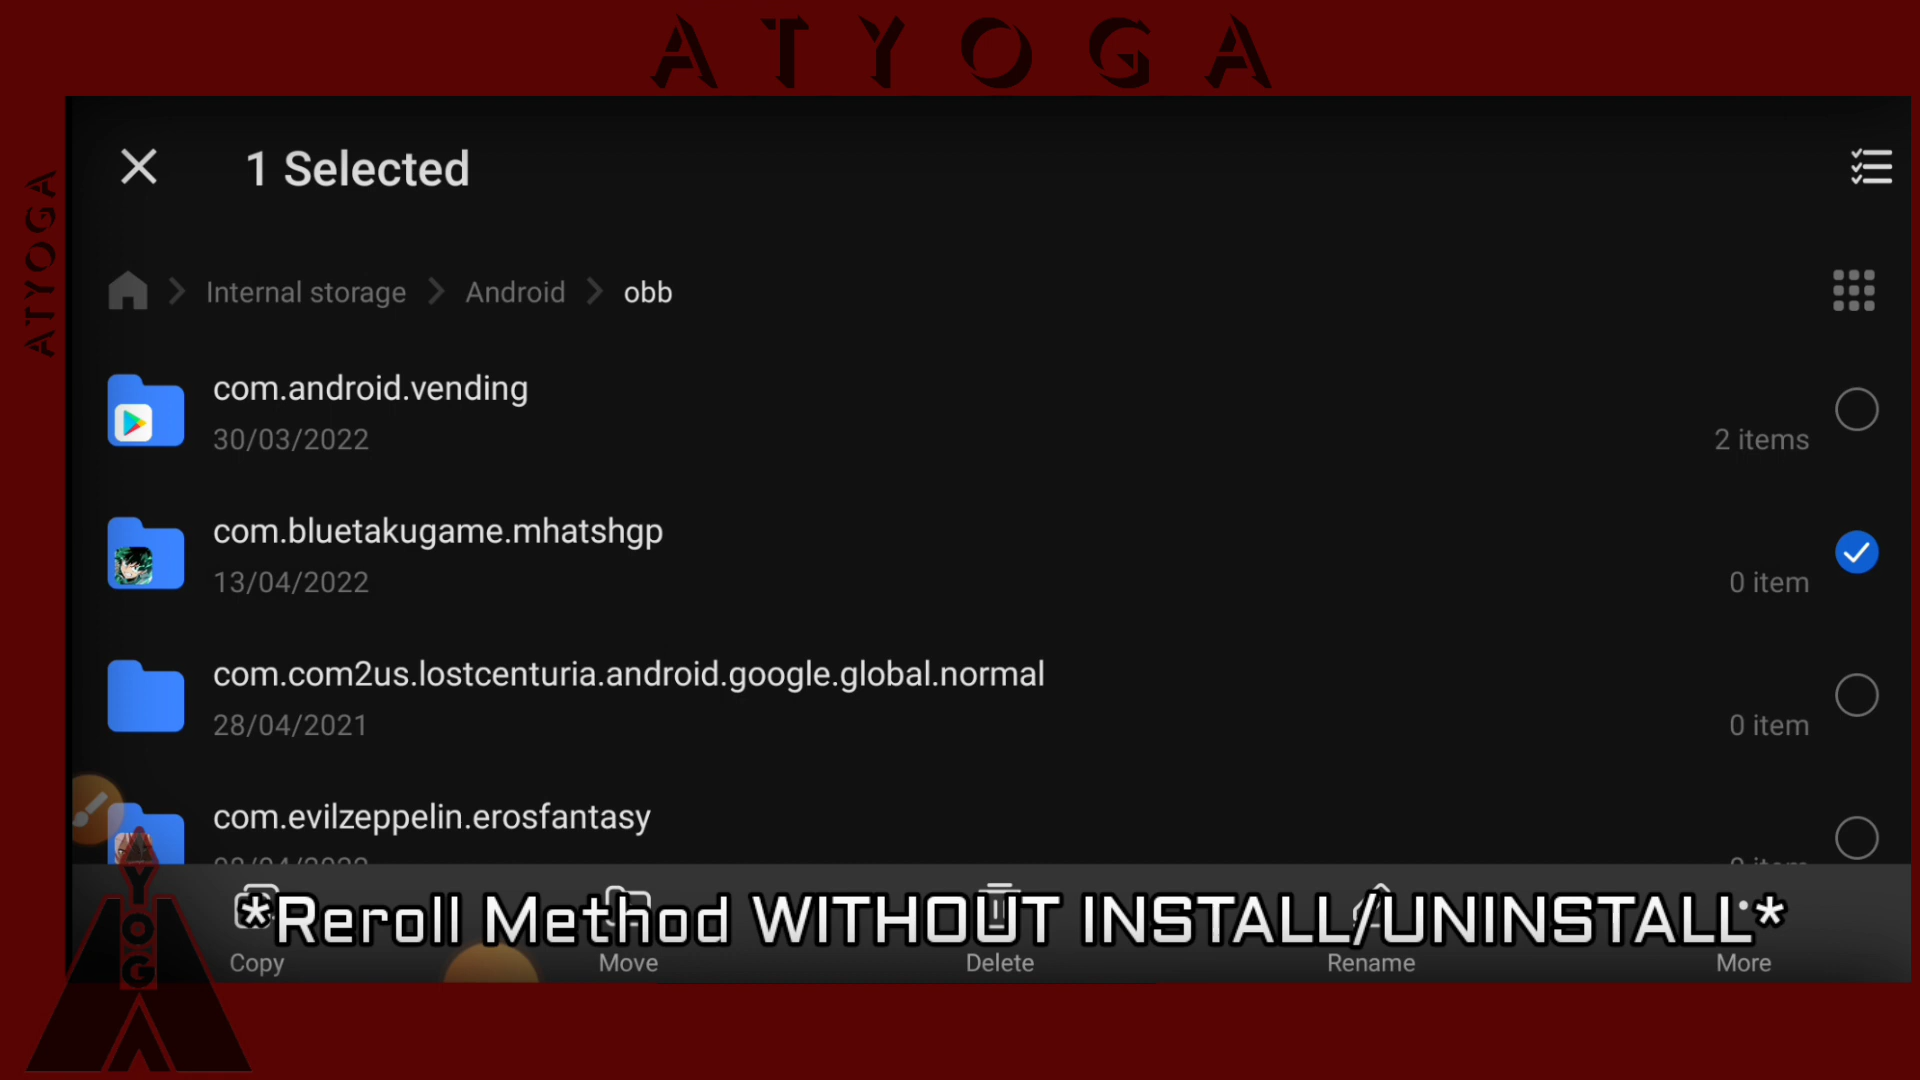 ATYOGA
ATYOGA
1 Selected
Internal storage
Android
obb
com.android.vending
30/03/2022
2 items
com.bluetakugame.mhatshgp
13/04/2022
0 item
com.com2us.lostcenturia.android.google.global.normal
28/04/2021
0 item
com.evilzeppelin.erosfantasy
*Reroll Method WITHOUT INSTALL/UNINSTALL*
Copy
Move
Delete
Rename
More
YOGA